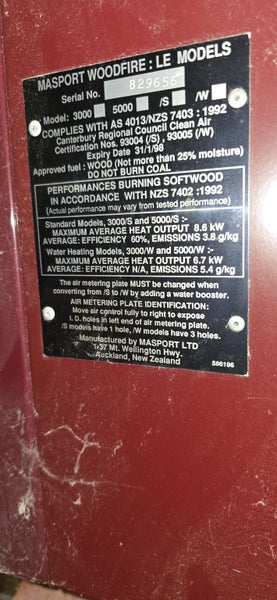 MASPORT WOODFIRE : LE MODELS
Serial No. 829656
Model: 3000 5000 /S /W
COMPLIES WITH AS 4013/NZS 7403 : 1992
Canterbury Regional Council Clean Air
Certification Nos. 93004 (/S), 93005 (/W)
Expiry Date 31/1/98
Approved fuel : WOOD (Not more than 25% moisture)
DO NOT BURN COAL
PERFORMANCES BURNING SOFTWOOD
IN ACCORDANCE WITH NZS 7402 :1992
(Actual performance may vary from tested performance)
Standard Models, 3000/S and 5000/S :-
MAXIMUM AVERAGE HEAT OUTPUT 8.6 kW
AVERAGE: EFFICIENCY 60%, EMISSIONS 3.8 g/kg
Water Heating Models, 3000/W and 5000/W :-
MAXIMUM AVERAGE HEAT OUTPUT 6.7 kW
AVERAGE: EFFICIENCY N/A, EMISSIONS 5.4 g/kg
The air metering plate MUST be changed when
converting from /S to /W by adding a water booster.
AIR METERING PLATE IDENTIFICATION:
Move air control fully to right to expose
I. D. holes in left end of air metering plate.
/S models have 1 hole, /W models have 3 holes.
Manufactured by MASPORT LTD
1-37 Mt. Wellington Hwy.
Auckland, New Zealand
586196